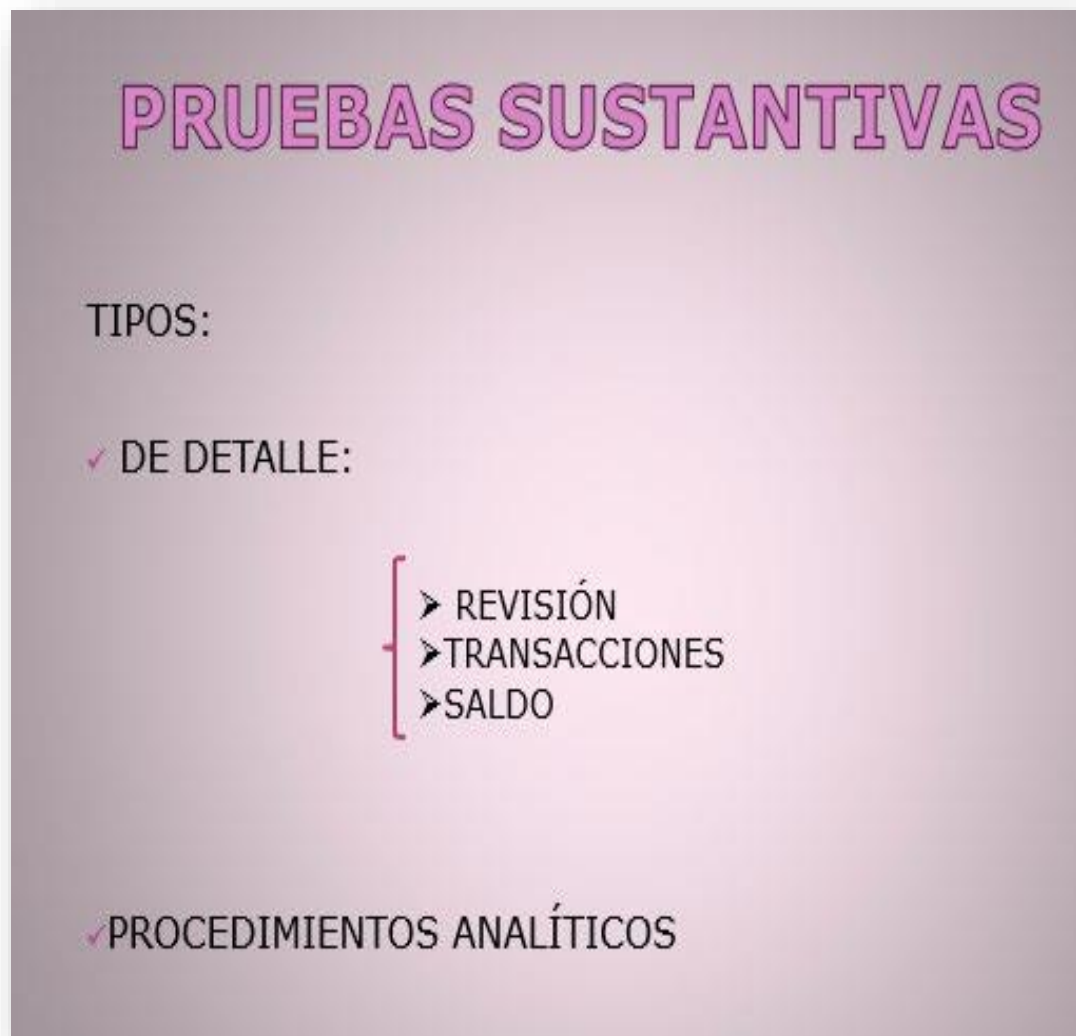 PRUEBAS SUSTANTIVAS
TIPOS:
✓ DE DETALLE:
➢ REVISIÓN
➢TRANSACCIONES
➢SALDO
✓PROCEDIMIENTOS ANALÍTICOS